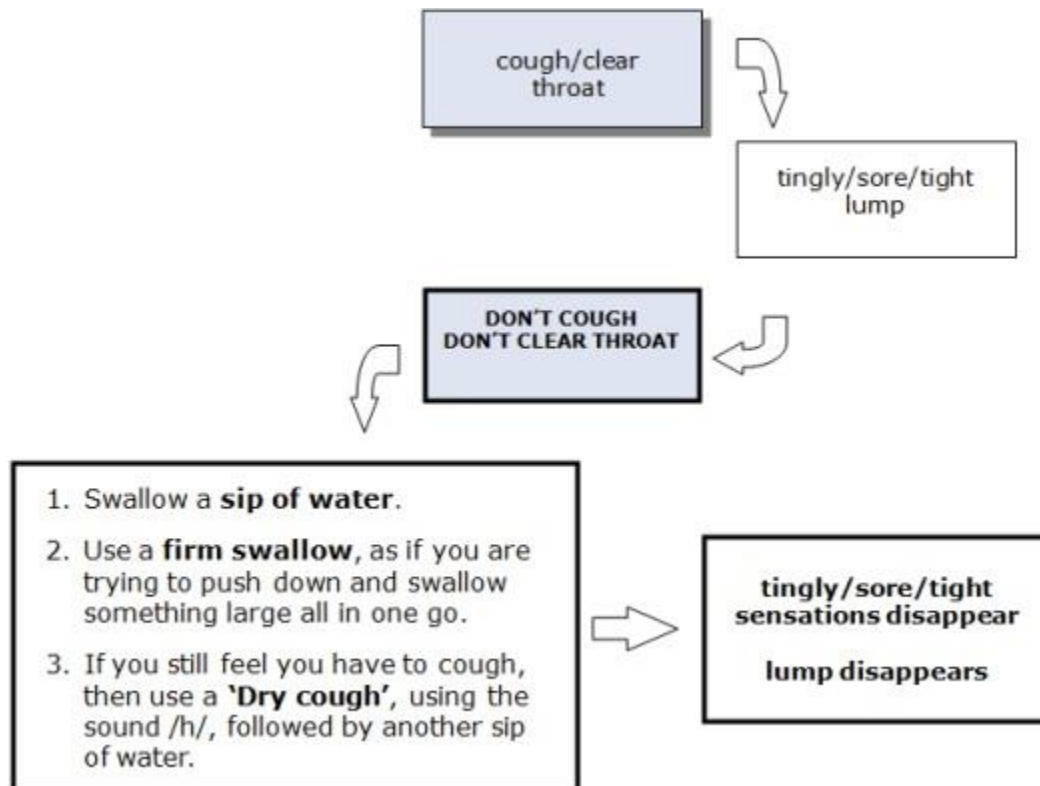 cough/clear
throat
tingly/sore/tight
lump
DON'T COUGH
DON'T CLEAR THROAT
1. Swallow a sip of water.
2. Use a firm swallow, as if you are
trying to push down and swallow
something large all in one go.
3. If you still feel you have to cough,
then use a ‘Dry cough’, using the
sound /h/, followed by another sip
of water.
tingly/sore/tight
sensations disappear
lump disappears